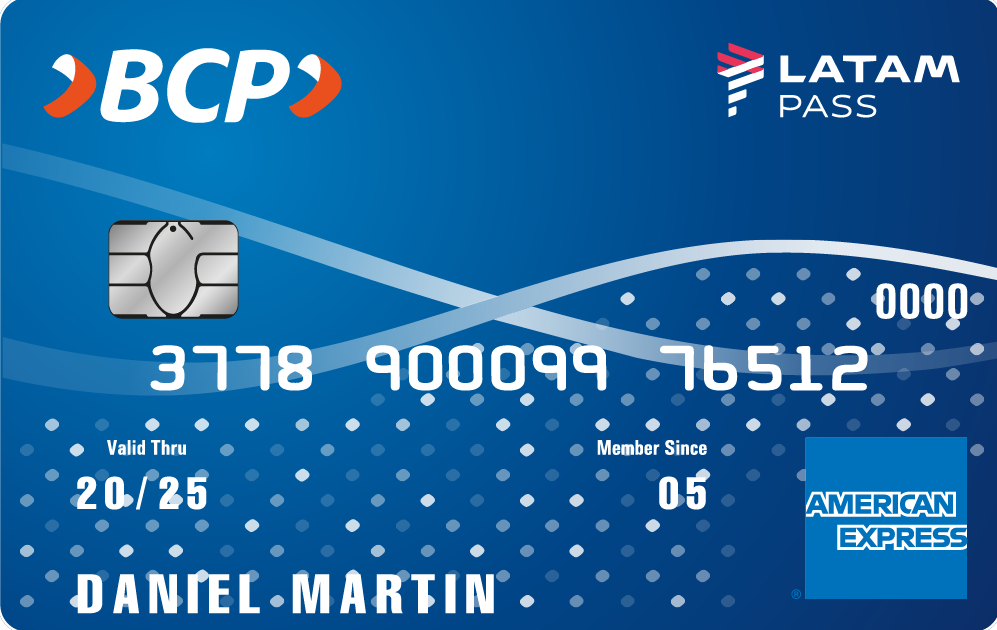 BCP
LATAM
PASS
0000
3778 900099 76512
Valid Thru
Member Since
20/25
05
AMERICAN
EXPRESS
®
DANIEL MARTIN